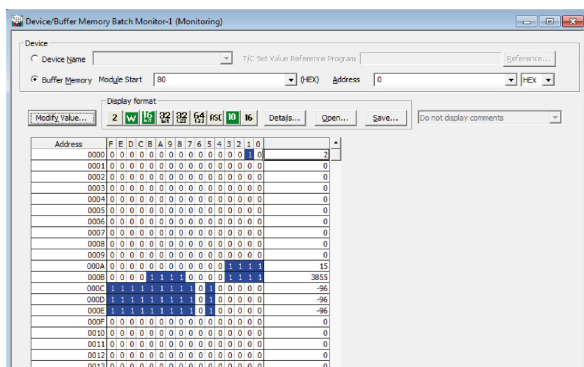 Device/Buffer Memory Batch Monitor-1 (Monitoring)
Device
Device Name T/C Set Value Reference Program Reference...
Buffer Memory Module Start 80 (HEX) Address 0 HEX
Display format
Modify Value... 2 W 16 32 32 64 ASC 10 16 Details... Open... Save... Do not display comments
Address F E D C B A 9 8 7 6 5 4 3 2 1 0
0000 0 0 0 0 0 0 0 0 0 0 0 0 0 0 1 0 2
0001 0 0 0 0 0 0 0 0 0 0 0 0 0 0 0 0 0
0002 0 0 0 0 0 0 0 0 0 0 0 0 0 0 0 0 0
0003 0 0 0 0 0 0 0 0 0 0 0 0 0 0 0 0 0
0004 0 0 0 0 0 0 0 0 0 0 0 0 0 0 0 0 0
0005 0 0 0 0 0 0 0 0 0 0 0 0 0 0 0 0 0
0006 0 0 0 0 0 0 0 0 0 0 0 0 0 0 0 0 0
0007 0 0 0 0 0 0 0 0 0 0 0 0 0 0 0 0 0
0008 0 0 0 0 0 0 0 0 0 0 0 0 0 0 0 0 0
0009 0 0 0 0 0 0 0 0 0 0 0 0 0 0 0 0 0
000A 0 0 0 0 0 0 0 0 0 0 0 0 1 1 1 1 15
000B 0 0 0 0 1 1 1 1 0 0 0 0 1 1 1 1 3855
000C 1 1 1 1 1 1 1 1 1 0 1 0 0 0 0 0 -96
000D 1 1 1 1 1 1 1 1 1 0 1 0 0 0 0 0 -96
000E 1 1 1 1 1 1 1 1 1 0 1 0 0 0 0 0 -96
000F 0 0 0 0 0 0 0 0 0 0 0 0 0 0 0 0 0
0010 0 0 0 0 0 0 0 0 0 0 0 0 0 0 0 0 0
0011 0 0 0 0 0 0 0 0 0 0 0 0 0 0 0 0 0
0012 0 0 0 0 0 0 0 0 0 0 0 0 0 0 0 0 0
0013 0 0 0 0 0 0 0 0 0 0 0 0 0 0 0 0 0